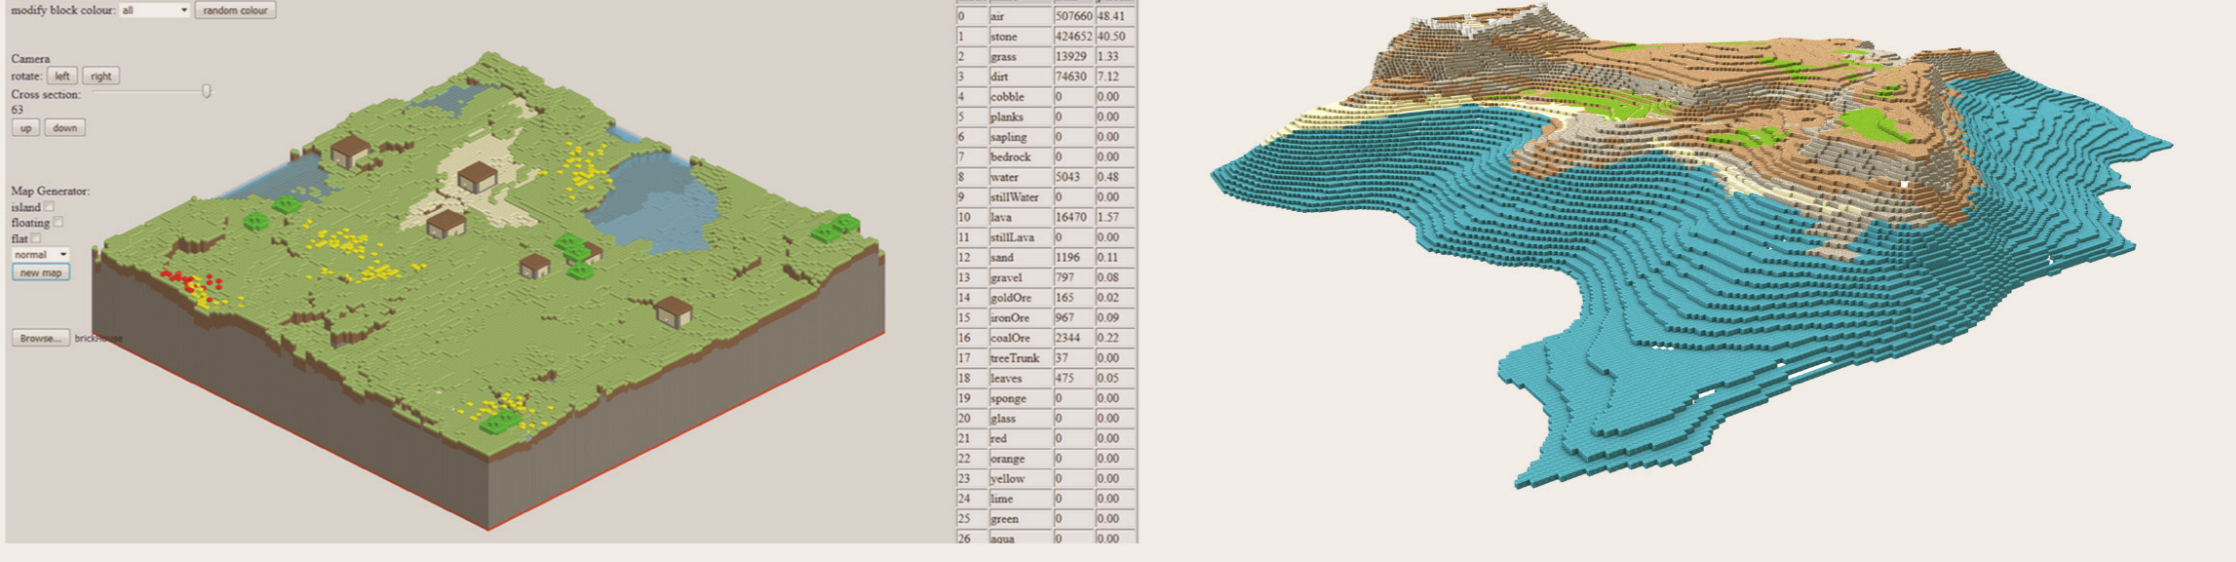 modify block colour: all random colour
Camera
rotate: left right
Cross section:
63
up down
Map Generator:
island
floating
flat
normal
new map
Browse...
0 air 507660 48.41
1 stone 424652 40.50
2 grass 13929 1.33
3 dirt 74630 7.12
4 cobble 0 0.00
5 planks 0 0.00
6 sapling 0 0.00
7 bedrock 0 0.00
8 water 5043 0.48
9 stillWater 0 0.00
10 lava 16470 1.57
11 stillLava 0 0.00
12 sand 1196 0.11
13 gravel 797 0.08
14 goldOre 165 0.02
15 ironOre 967 0.09
16 coalOre 2344 0.22
17 treeTrunk 37 0.00
18 leaves 475 0.05
19 sponge 0 0.00
20 glass 0 0.00
21 red 0 0.00
22 orange 0 0.00
23 yellow 0 0.00
24 lime 0 0.00
25 green 0 0.00
26 aqua 0 0.00